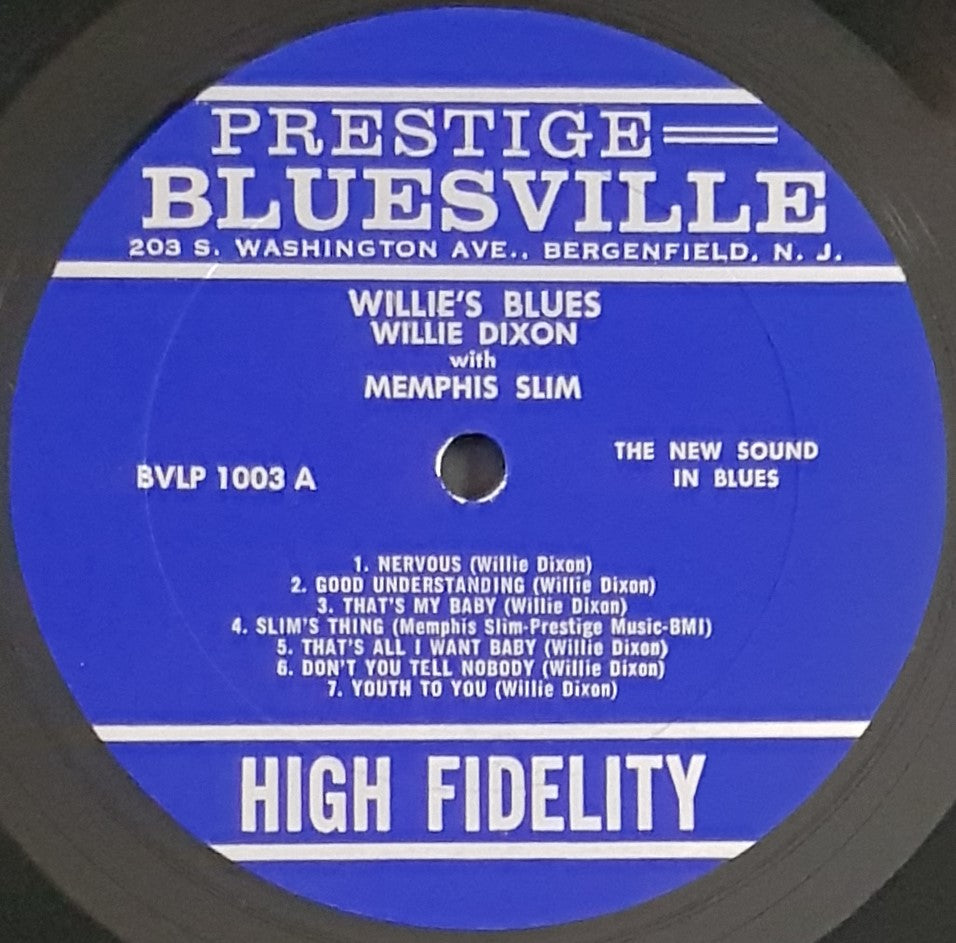 PRESTIGE
BLUESVILLE
203 S. WASHINGTON AVE., BERGENFIELD, N. J.
WILLIE'S BLUES
WILLIE DIXON
with
MEMPHIS SLIM
BVLP 1003 A
THE NEW SOUND
IN BLUES
1. NERVOUS (Willie Dixon)
2. GOOD UNDERSTANDING (Willie Dixon)
3. THAT'S MY BABY (Willie Dixon)
4. SLIM'S THING (Memphis Slim-Prestige Music-BMI)
5. THAT'S ALL I WANT BABY (Willie Dixon)
6. DON'T YOU TELL NOBODY (Willie Dixon)
7. YOUTH TO YOU (Willie Dixon)
HIGH FIDELITY